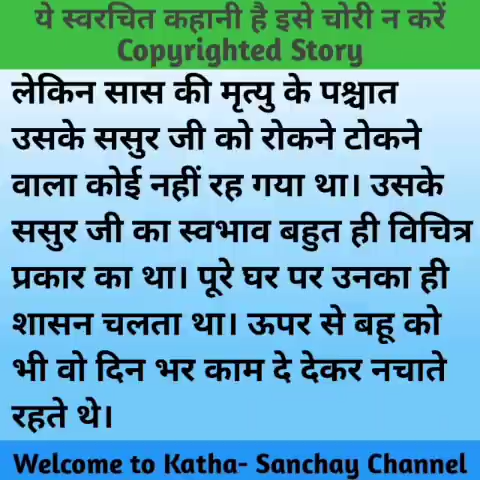 ये स्वरचित कहानी है इसे चोरी न करें
Copyrighted Story
लेकिन सास की मृत्यु के पश्चात
उसके ससुर जी को रोकने टोकने
वाला कोई नहीं रह गया था। उसके
ससुर जी का स्वभाव बहुत ही विचित्र
प्रकार का था। पूरे घर पर उनका ही
शासन चलता था। ऊपर से बहू को
भी वो दिन भर काम दे देकर नचाते
रहते थे।
Welcome to Katha- Sanchay Channel